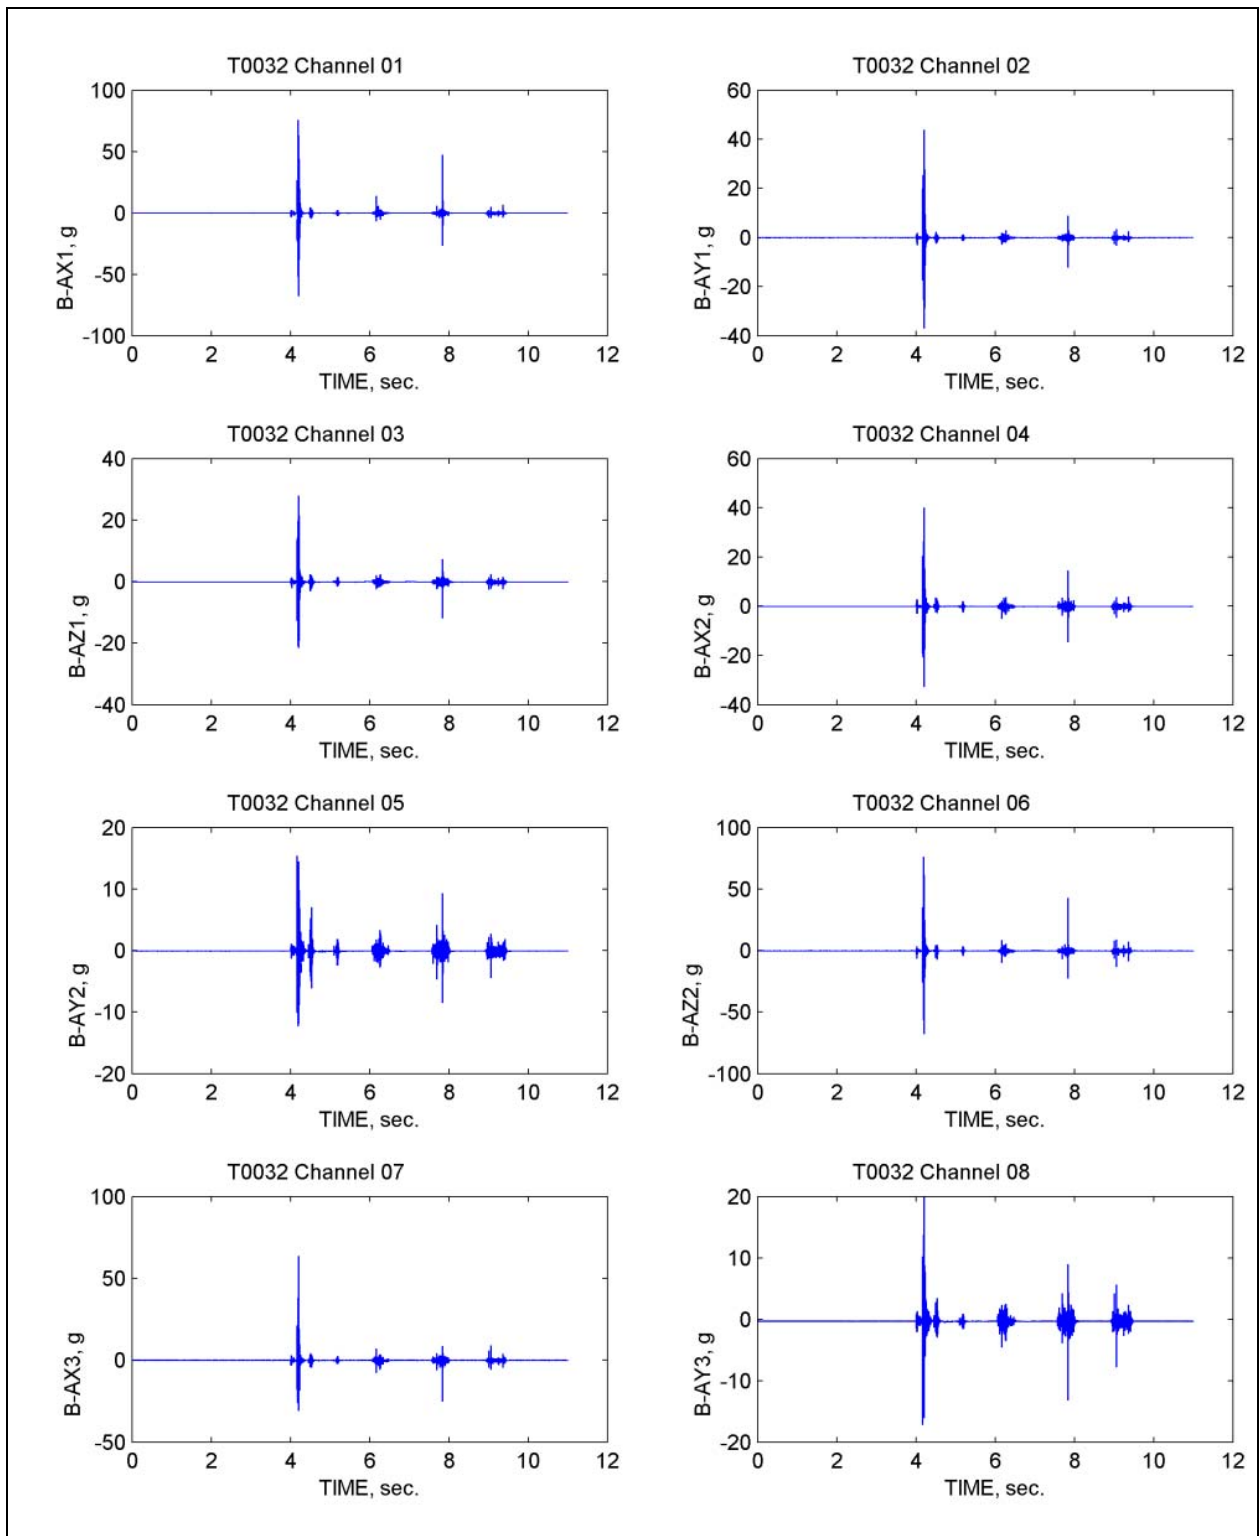 T0032 Channel 01
100
50
0
-50
-100
B-AX1, g
0 2 4 6 8 10 12
TIME, sec.
T0032 Channel 02
60
40
20
0
-20
-40
B-AY1, g
0 2 4 6 8 10 12
TIME, sec.
T0032 Channel 03
40
20
0
-20
-40
B-AZ1, g
0 2 4 6 8 10 12
TIME, sec.
T0032 Channel 04
60
40
20
0
-20
-40
B-AX2, g
0 2 4 6 8 10 12
TIME, sec.
T0032 Channel 05
20
10
0
-10
-20
B-AY2, g
0 2 4 6 8 10 12
TIME, sec.
T0032 Channel 06
100
50
0
-50
-100
B-AZ2, g
0 2 4 6 8 10 12
TIME, sec.
T0032 Channel 07
100
50
0
-50
B-AX3, g
0 2 4 6 8 10 12
TIME, sec.
T0032 Channel 08
20
10
0
-10
-20
B-AY3, g
0 2 4 6 8 10 12
TIME, sec.